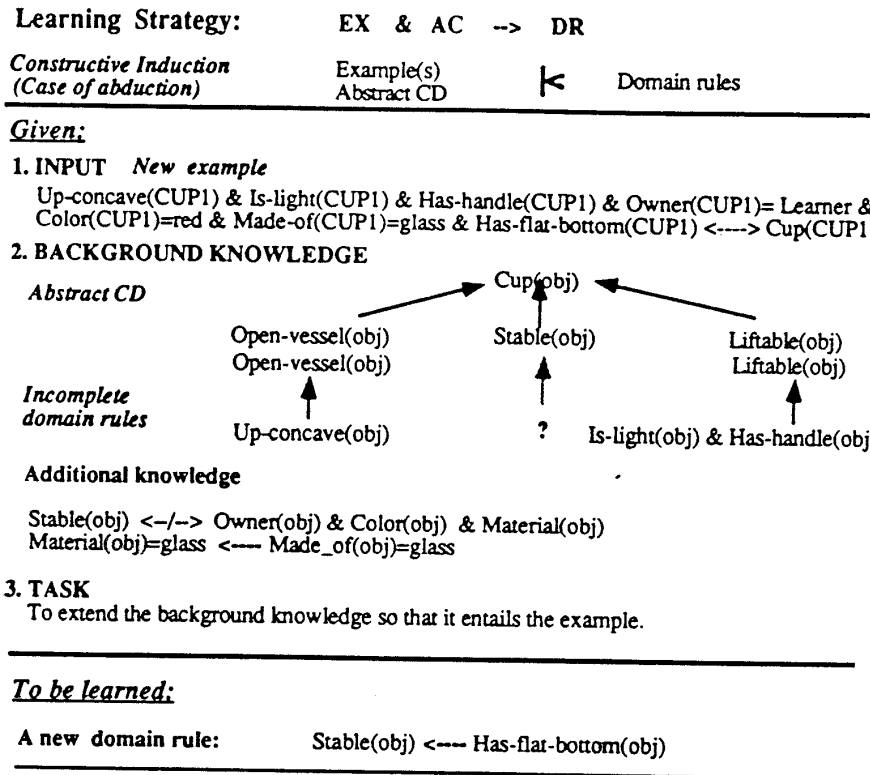 Learning Strategy: EX & AC --> DR
Constructive Induction Example(s) |< Domain rules
(Case of abduction) Abstract CD
Given:
1. INPUT New example
Up-concave(CUP1) & Is-light(CUP1) & Has-handle(CUP1) & Owner(CUP1)= Learner &
Color(CUP1)=red & Made-of(CUP1)=glass & Has-flat-bottom(CUP1) <----> Cup(CUP1
2. BACKGROUND KNOWLEDGE
Cup(obj)
Abstract CD
Open-vessel(obj) Stable(obj) Liftable(obj)
Open-vessel(obj) Liftable(obj)
Incomplete
domain rules
Up-concave(obj) ? Is-light(obj) & Has-handle(obj
Additional knowledge
Stable(obj) <–/–> Owner(obj) & Color(obj) & Material(obj)
Material(obj)=glass <---- Made_of(obj)=glass
3. TASK
To extend the background knowledge so that it entails the example.
To be learned:
A new domain rule: Stable(obj) <---- Has-flat-bottom(obj)